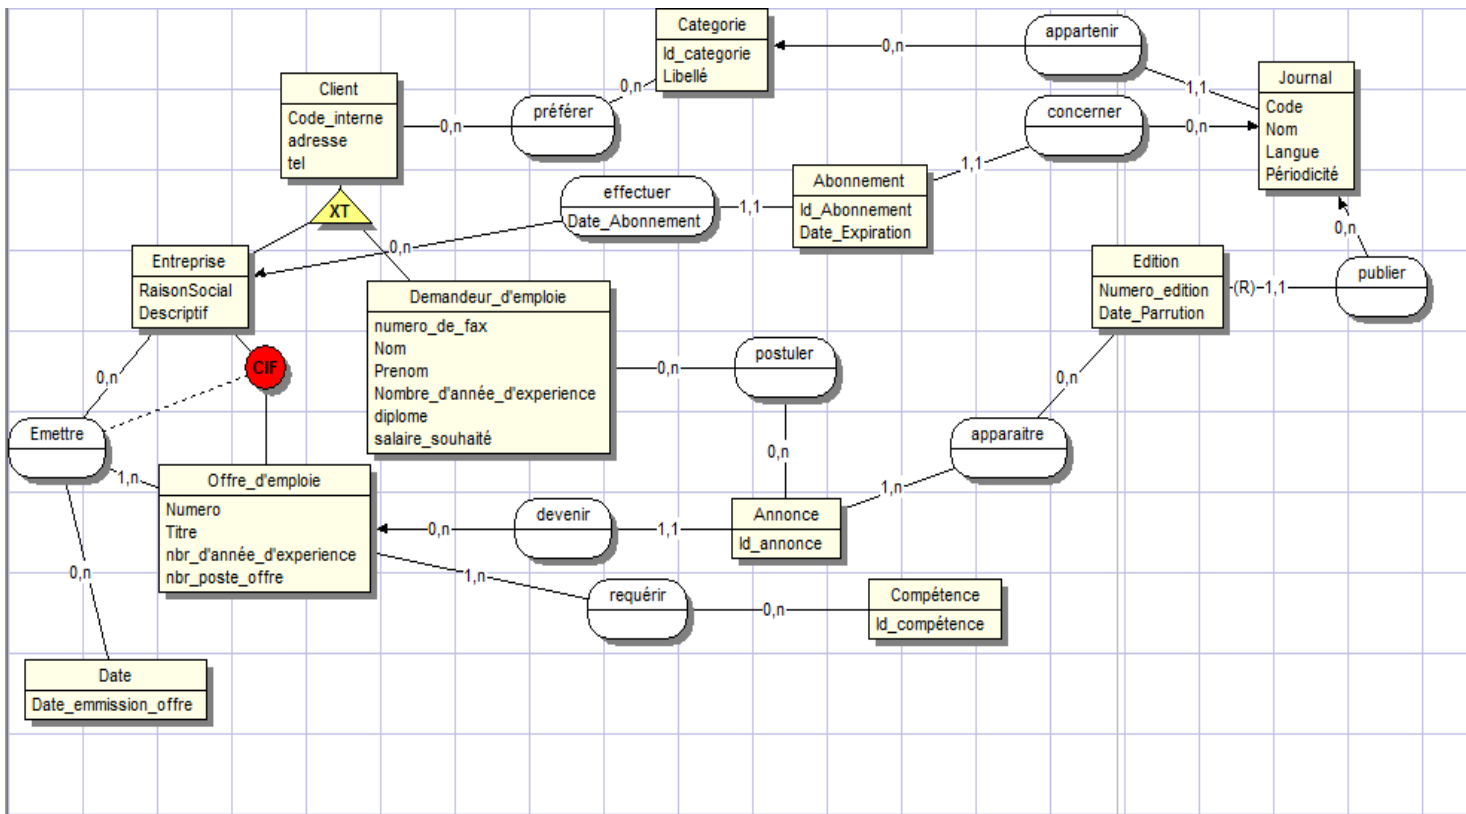 Categorie
Id_categorie
Libellé
appartenir
0,n
1,1
Journal
Code
Nom
Langue
Périodicité
Client
Code_interne
adresse
tel
0,n
préférer
0,n
concerner
0,n
1,1
XT
effectuer
Date_Abonnement
1,1
0,n
Abonnement
Id_Abonnement
Date_Expiration
0,n
Entreprise
RaisonSocial
Descriptif
Demandeur_d'emploie
numero_de_fax
Nom
Prenom
Nombre_d'année_d'experience
diplome
salaire_souhaité
Edition
Numero_edition
Date_Parrution
(R)
1,1
publier
CIF
0,n
0,n
postuler
0,n
0,n
Emettre
apparaitre
1,n
1,n
Offre_d'emploie
Numero
Titre
nbr_d'année_d'experience
nbr_poste_offre
0,n
devenir
1,1
Annonce
Id_annonce
0,n
1,n
requérir
0,n
Compétence
Id_compétence
Date
Date_emmission_offre